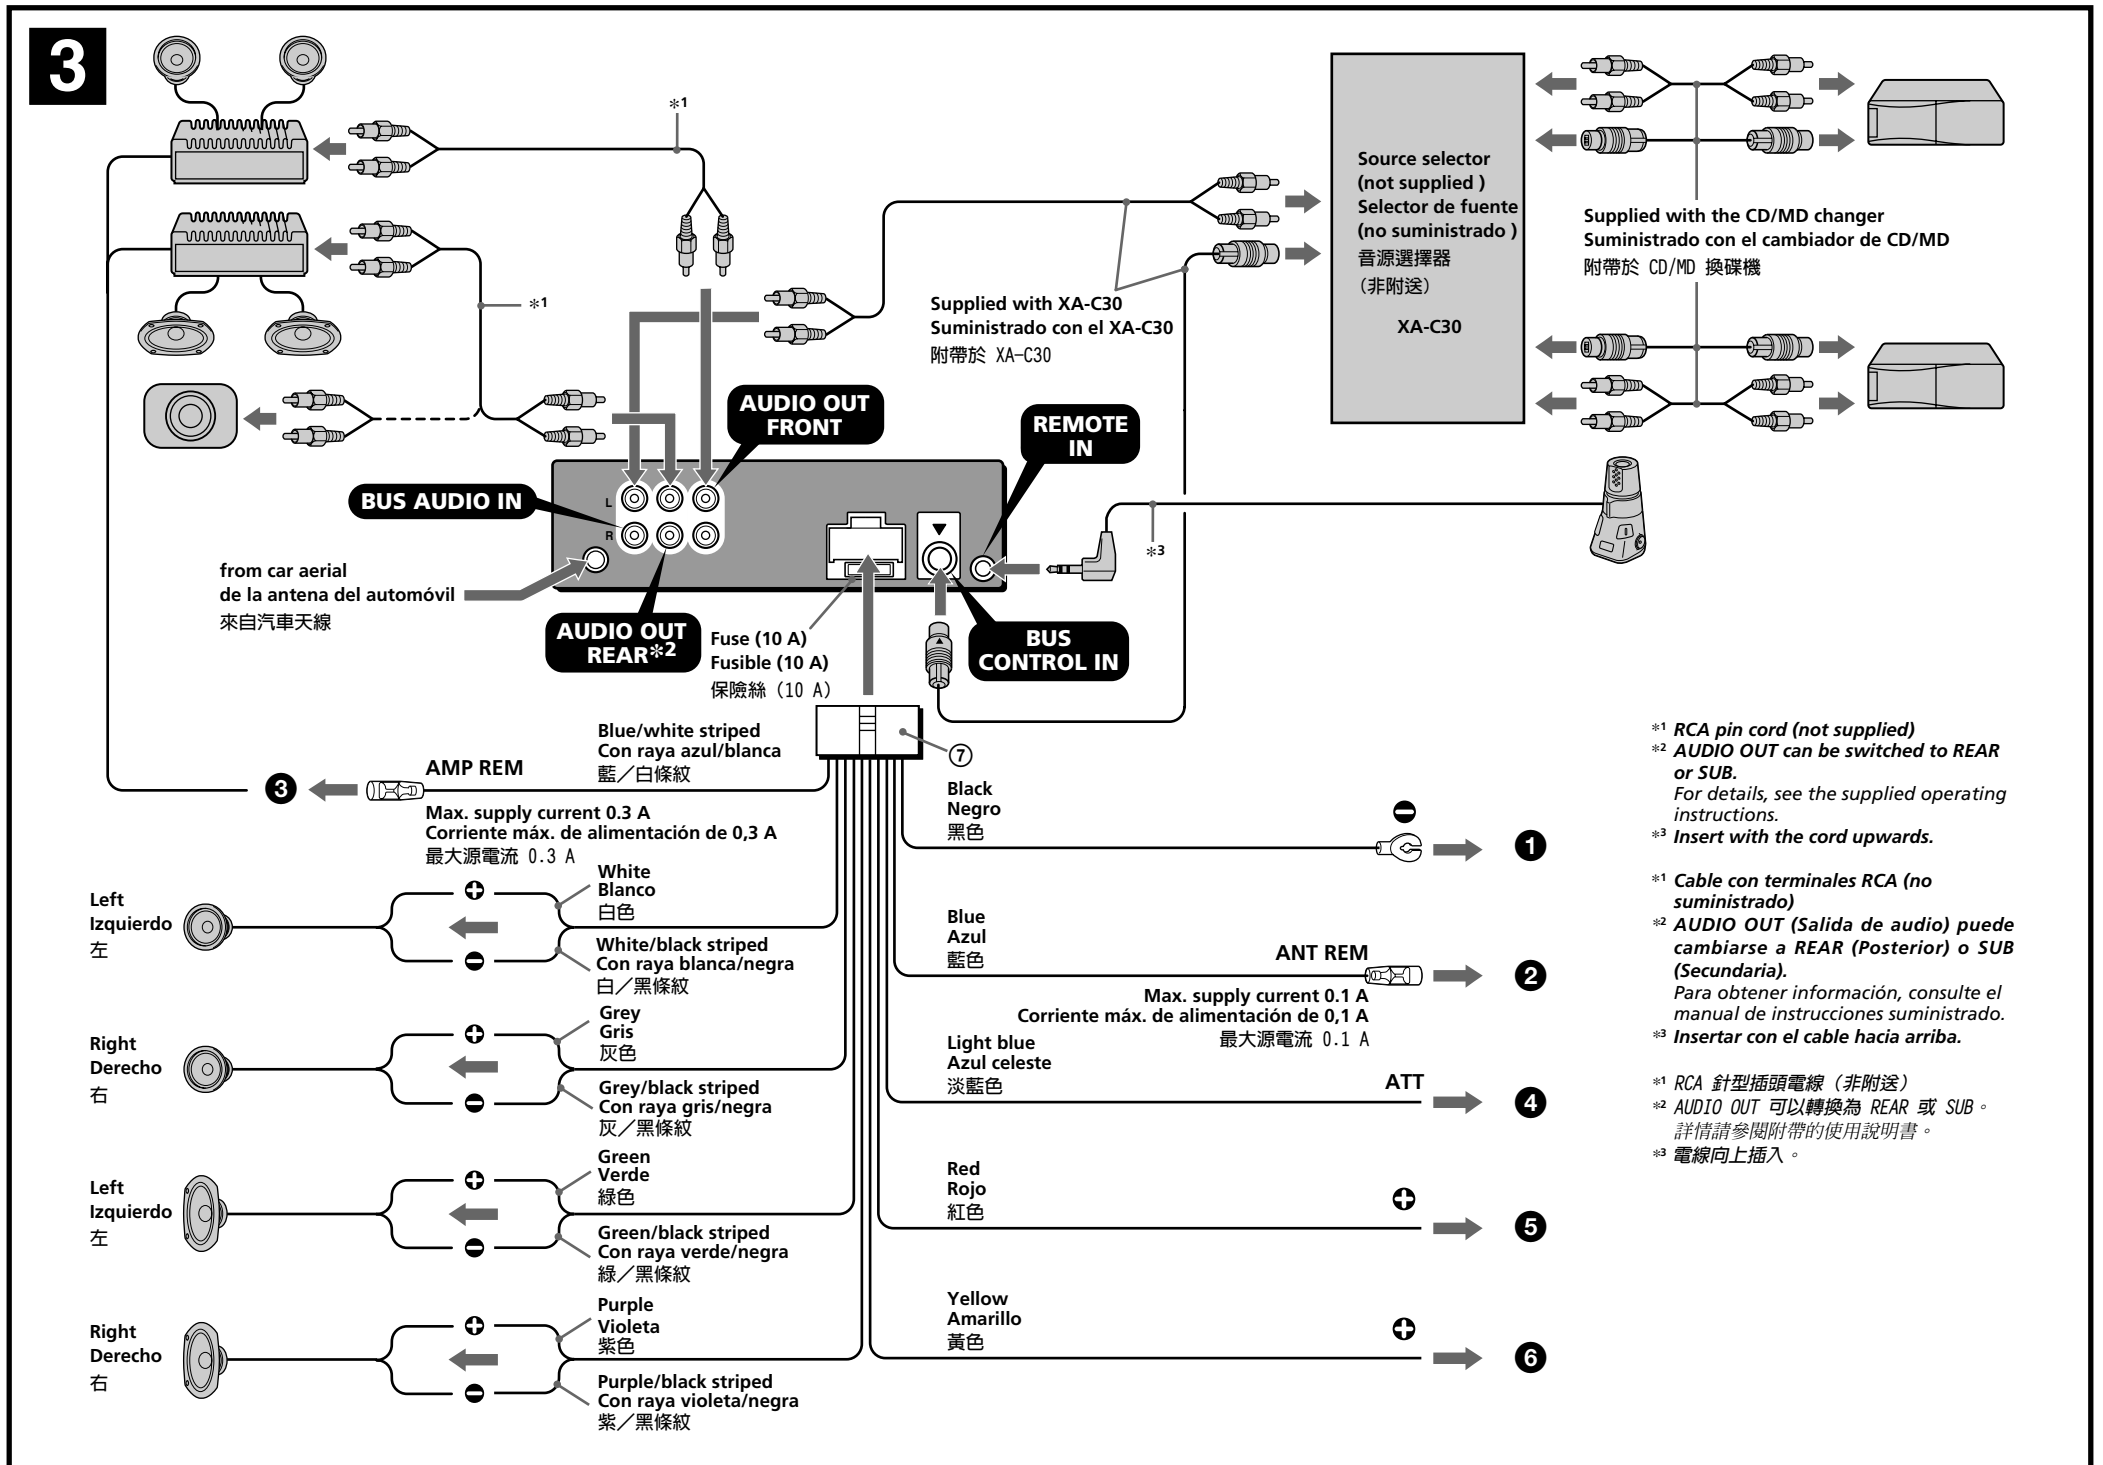 3
*1
*1
Source selector
(not supplied )
Selector de fuente
(no suministrado )
音源選擇器
（非附送）
XA-C30
Supplied with the CD/MD changer
Suministrado con el cambiador de CD/MD
附帶於 CD/MD 換碟機
Supplied with XA-C30
Suministrado con el XA-C30
附帶於 XA-C30
AUDIO OUT
FRONT
REMOTE
IN
BUS AUDIO IN
L
R
*3
from car aerial
de la antena del automóvil
來自汽車天線
AUDIO OUT
REAR*2
Fuse (10 A)
Fusible (10 A)
保險絲（10 A）
BUS
CONTROL IN
Blue/white striped
Con raya azul/blanca
藍／白條紋
⑦
❸
AMP REM
Max. supply current 0.3 A
Corriente máx. de alimentación de 0,3 A
最大源電流 0.3 A
Left
Izquierdo
左
White
Blanco
白色
White/black striped
Con raya blanca/negra
白／黑條紋
Right
Derecho
右
Grey
Gris
灰色
Grey/black striped
Con raya gris/negra
灰／黑條紋
Left
Izquierdo
左
Green
Verde
綠色
Green/black striped
Con raya verde/negra
綠／黑條紋
Right
Derecho
右
Purple
Violeta
紫色
Purple/black striped
Con raya violeta/negra
紫／黑條紋
Black
Negro
黑色
❶
Blue
Azul
藍色
ANT REM
❷
Max. supply current 0.1 A
Corriente máx. de alimentación de 0,1 A
最大源電流 0.1 A
Light blue
Azul celeste
淡藍色
ATT
❹
Red
Rojo
紅色
❺
Yellow
Amarillo
黃色
❻
*1 RCA pin cord (not supplied)
*2 AUDIO OUT can be switched to REAR
or SUB.
For details, see the supplied operating
instructions.
*3 Insert with the cord upwards.
*1 Cable con terminales RCA (no
suministrado)
*2 AUDIO OUT (Salida de audio) puede
cambiarse a REAR (Posterior) o SUB
(Secundaria).
Para obtener información, consulte el
manual de instrucciones suministrado.
*3 Insertar con el cable hacia arriba.
*1 RCA 針型插頭電線（非附送）
*2 AUDIO OUT 可以轉換為 REAR 或 SUB。
詳情請參閱附帶的使用說明書。
*3 電線向上插入。